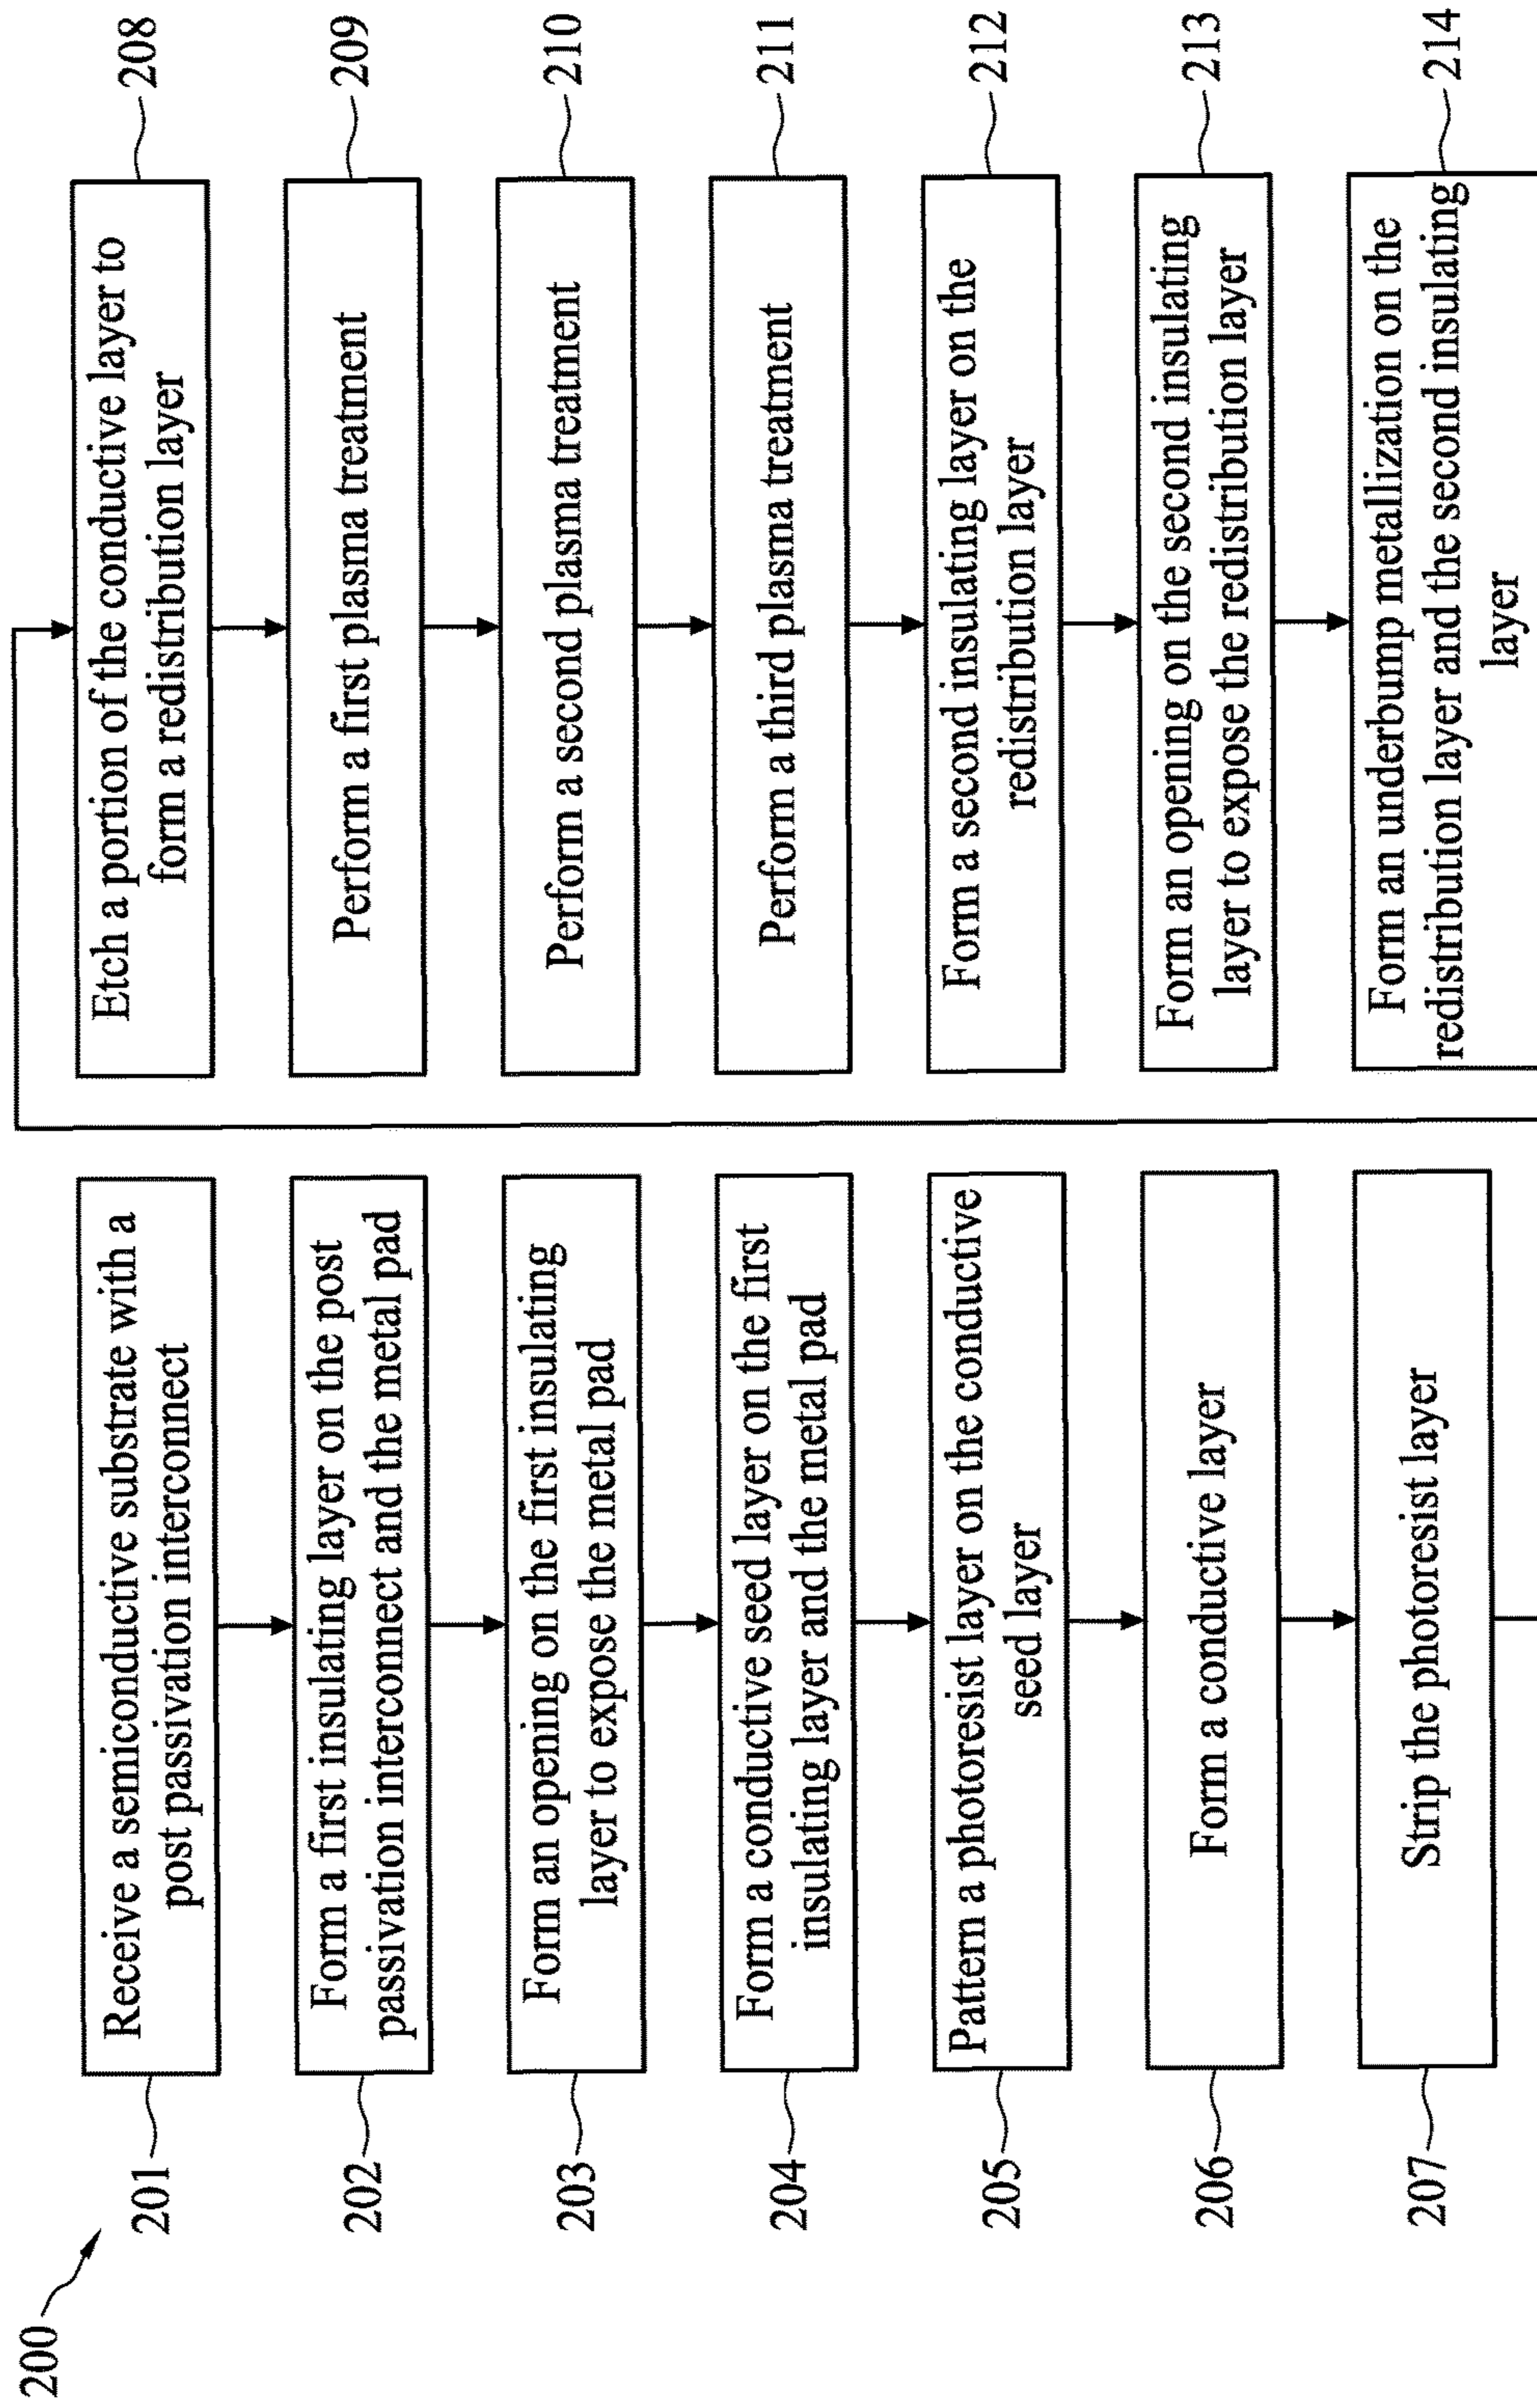 200
201
Receive a semiconductive substrate with a
post passivation interconnect
202
Form a first insulating layer on the post
passivation interconnect and the metal pad
203
Form an opening on the first insulating
layer to expose the metal pad
204
Form a conductive seed layer on the first
insulating layer and the metal pad
205
Pattern a photoresist layer on the conductive
seed layer
206
Form a conductive layer
207
Strip the photoresist layer
Etch a portion of the conductive layer to
form a redistribution layer
208
Perform a first plasma treatment
209
Perform a second plasma treatment
210
Perform a third plasma treatment
211
Form a second insulating layer on the
redistribution layer
212
Form an opening on the second insulating
layer to expose the redistribution layer
213
Form an underbump metallization on the
redistribution layer and the second insulating
layer
214